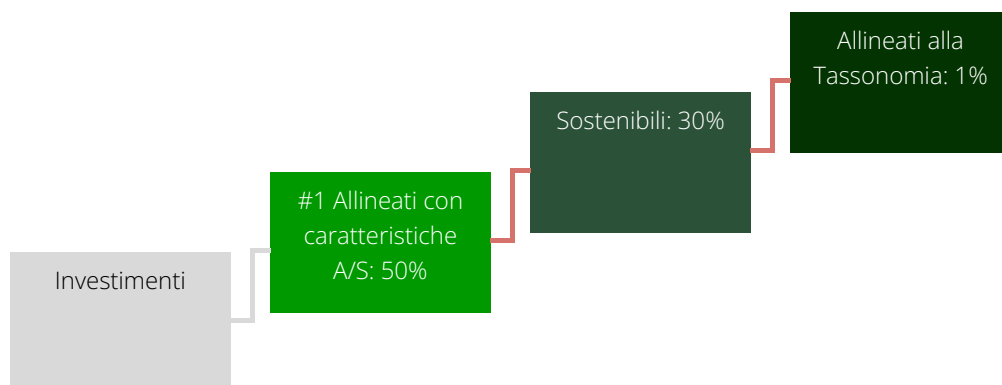 Allineati alla
Tassonomia: 1%
Sostenibili: 30%
#1 Allineati con
caratteristiche
A/S: 50%
Investimenti